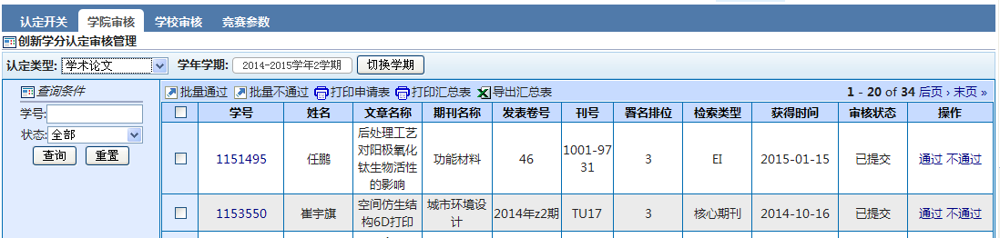 认定开关 学院审核 学校审核 竞赛参数
创新学分认定审核管理
认定类型: 学术论文 学年学期: 2014-2015学年2学期 切换学期
查询条件
学号:
状态: 全部
查询 重置
批量通过 批量不通过 打印申请表 打印汇总表 导出汇总表 1 - 20 of 34 后页 › 末页 »
学号 姓名 文章名称 期刊名称 发表卷号 刊号 署名排位 检索类型 获得时间 审核状态 操作
1151495 任鹏 后处理工艺对阳极氧化钛生物活性的影响 功能材料 46 1001-9731 3 EI 2015-01-15 已提交 通过 不通过
1153550 崔宇旗 空间仿生结构6D打印 城市环境设计 2014年z2期 TU17 3 核心期刊 2014-10-16 已提交 通过 不通过